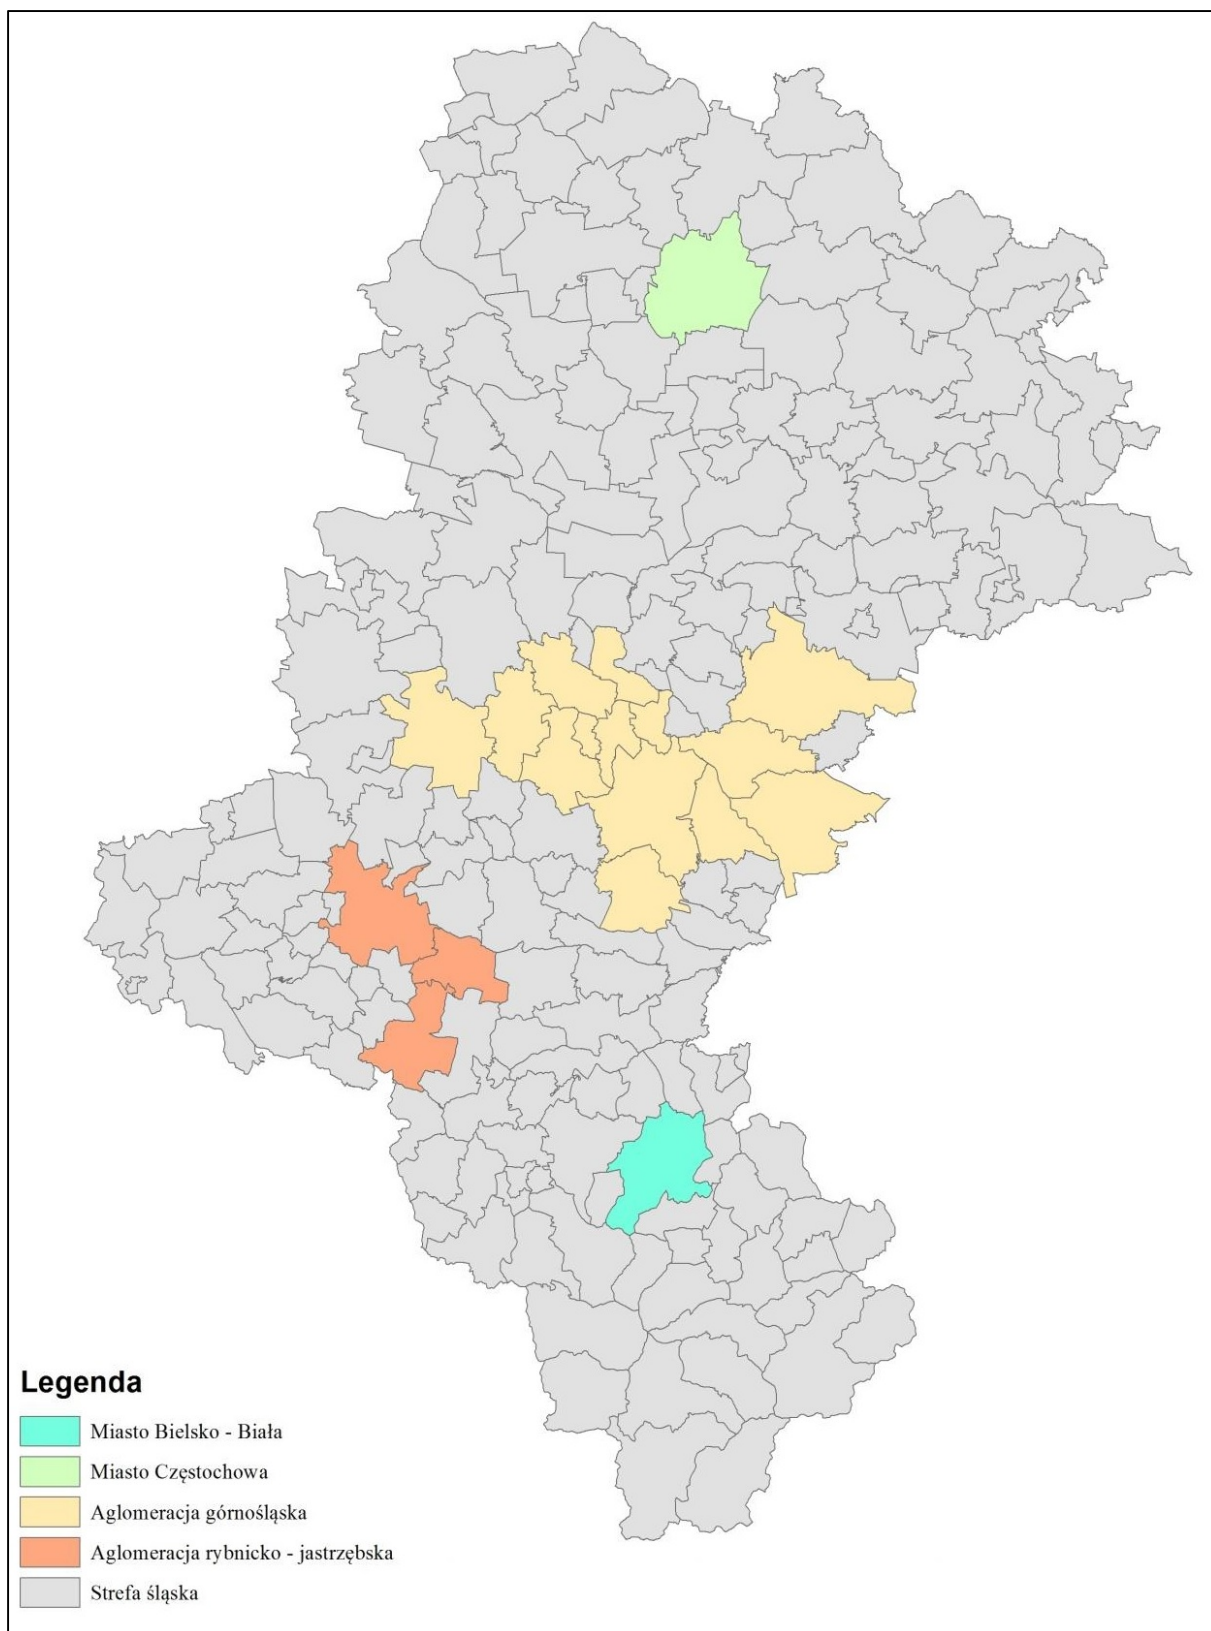 Legenda
Miasto Bielsko - Biała
Miasto Częstochowa
Aglomeracja górnośląska
Aglomeracja rybnicko - jastrzębska
Strefa śląska